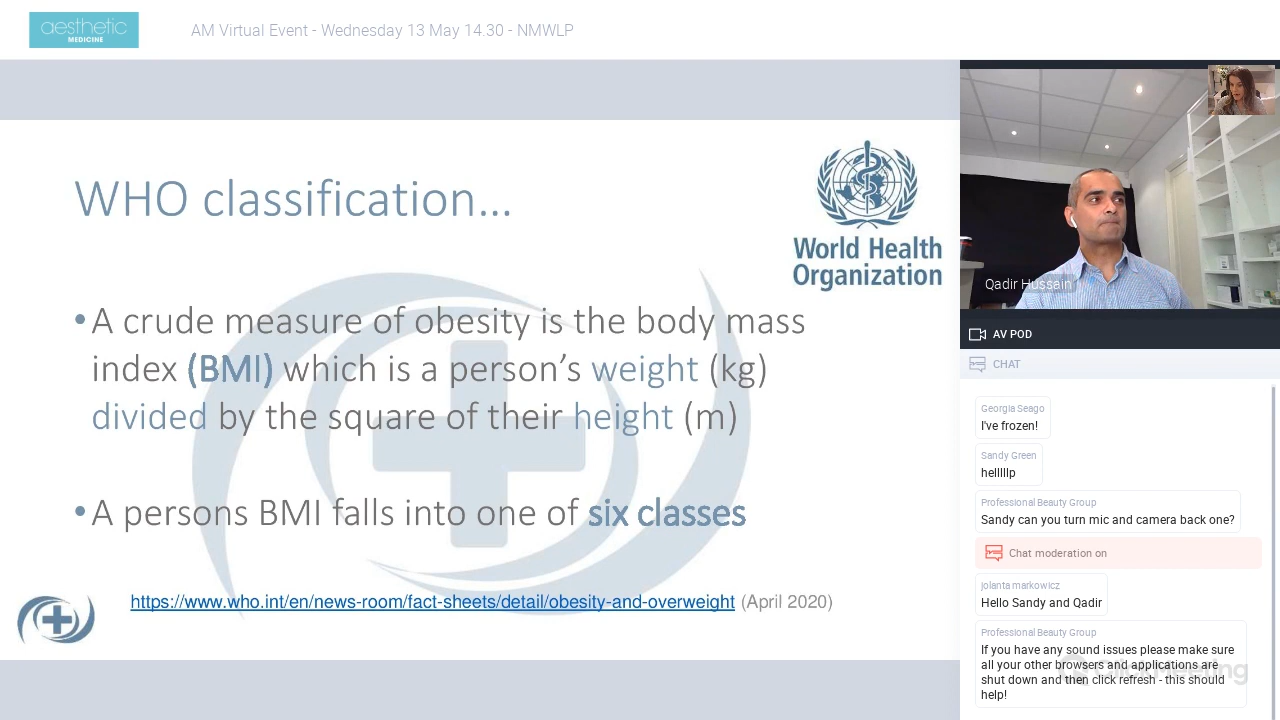 aesthetic
MEDICINE
AM Virtual Event - Wednesday 13 May 14.30 - NMWLP
WHO classification...
World Health
Organization
•A crude measure of obesity is the body mass
index (BMI) which is a person’s weight (kg)
divided by the square of their height (m)
•A persons BMI falls into one of six classes
https://www.who.int/en/news-room/fact-sheets/detail/obesity-and-overweight (April 2020)
Qadir Hussain
AV POD
CHAT
Georgia Seago
I've frozen!
Sandy Green
hellllp
Professional Beauty Group
Sandy can you turn mic and camera back one?
Chat moderation on
jolanta markowicz
Hello Sandy and Qadir
Professional Beauty Group
If you have any sound issues please make sure
all your other browsers and applications are
shut down and then click refresh - this should
help!